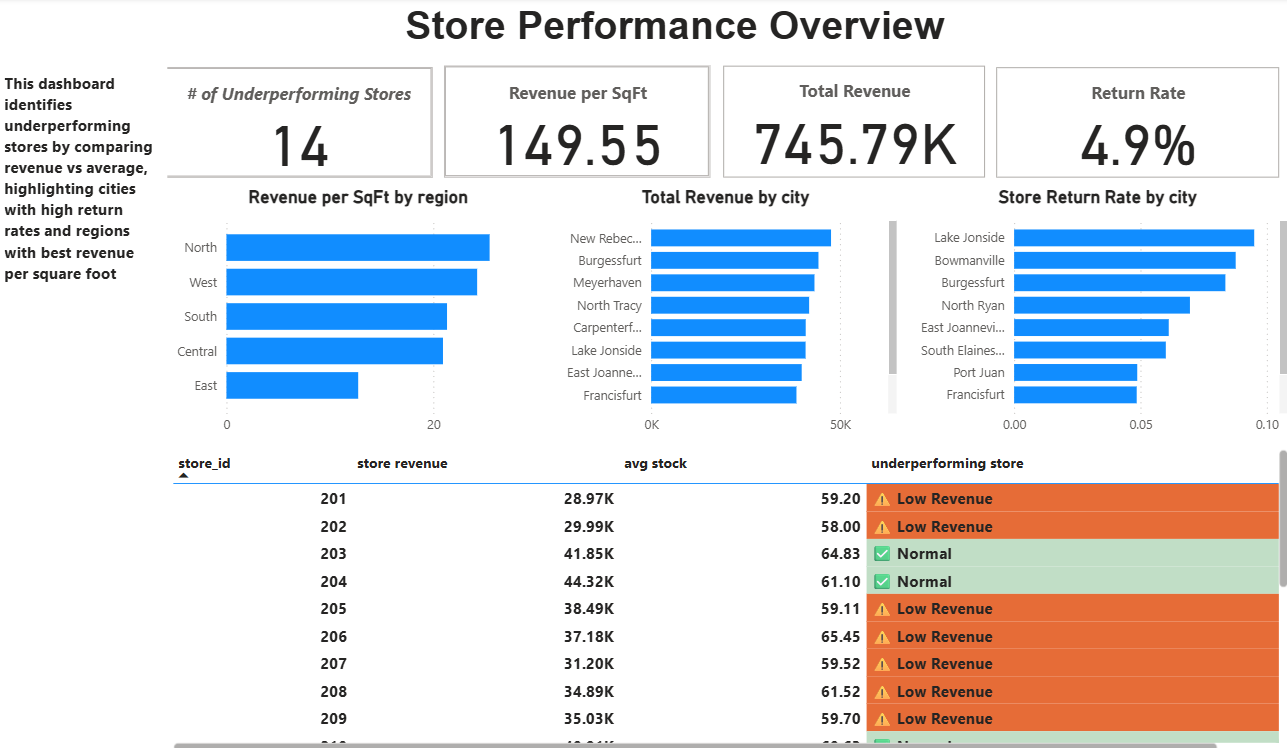 Store Performance Overview
This dashboard
identifies
underperforming
stores by comparing
revenue vs average,
highlighting cities
with high return
rates and regions
with best revenue
per square foot
# of Underperforming Stores
14
Revenue per SqFt
149.55
Total Revenue
745.79K
Return Rate
4.9%
Revenue per SqFt by region
North
West
South
Central
East
0 20
Total Revenue by city
New Rebec...
Burgessfurt
Meyerhaven
North Tracy
Carpenterf...
Lake Jonside
East Joanne...
Francisfurt
0K 50K
Store Return Rate by city
Lake Jonside
Bowmanville
Burgessfurt
North Ryan
East Joannevi...
South Elaines...
Port Juan
Francisfurt
0.00 0.05 0.10
store_id store revenue avg stock underperforming store
201 28.97K 59.20 ⚠️ Low Revenue
202 29.99K 58.00 ⚠️ Low Revenue
203 41.85K 64.83 ✅ Normal
204 44.32K 61.10 ✅ Normal
205 38.49K 59.11 ⚠️ Low Revenue
206 37.18K 65.45 ⚠️ Low Revenue
207 31.20K 59.52 ⚠️ Low Revenue
208 34.89K 61.52 ⚠️ Low Revenue
209 35.03K 59.70 ⚠️ Low Revenue